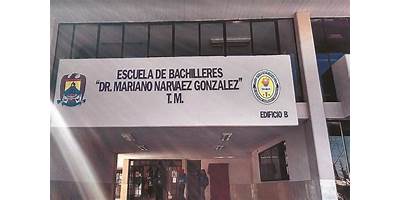 ESCUELA DE BACHILLERES
"DR. MARIANO NARVAEZ GONZALEZ"
T. M.
EDIFICIO B